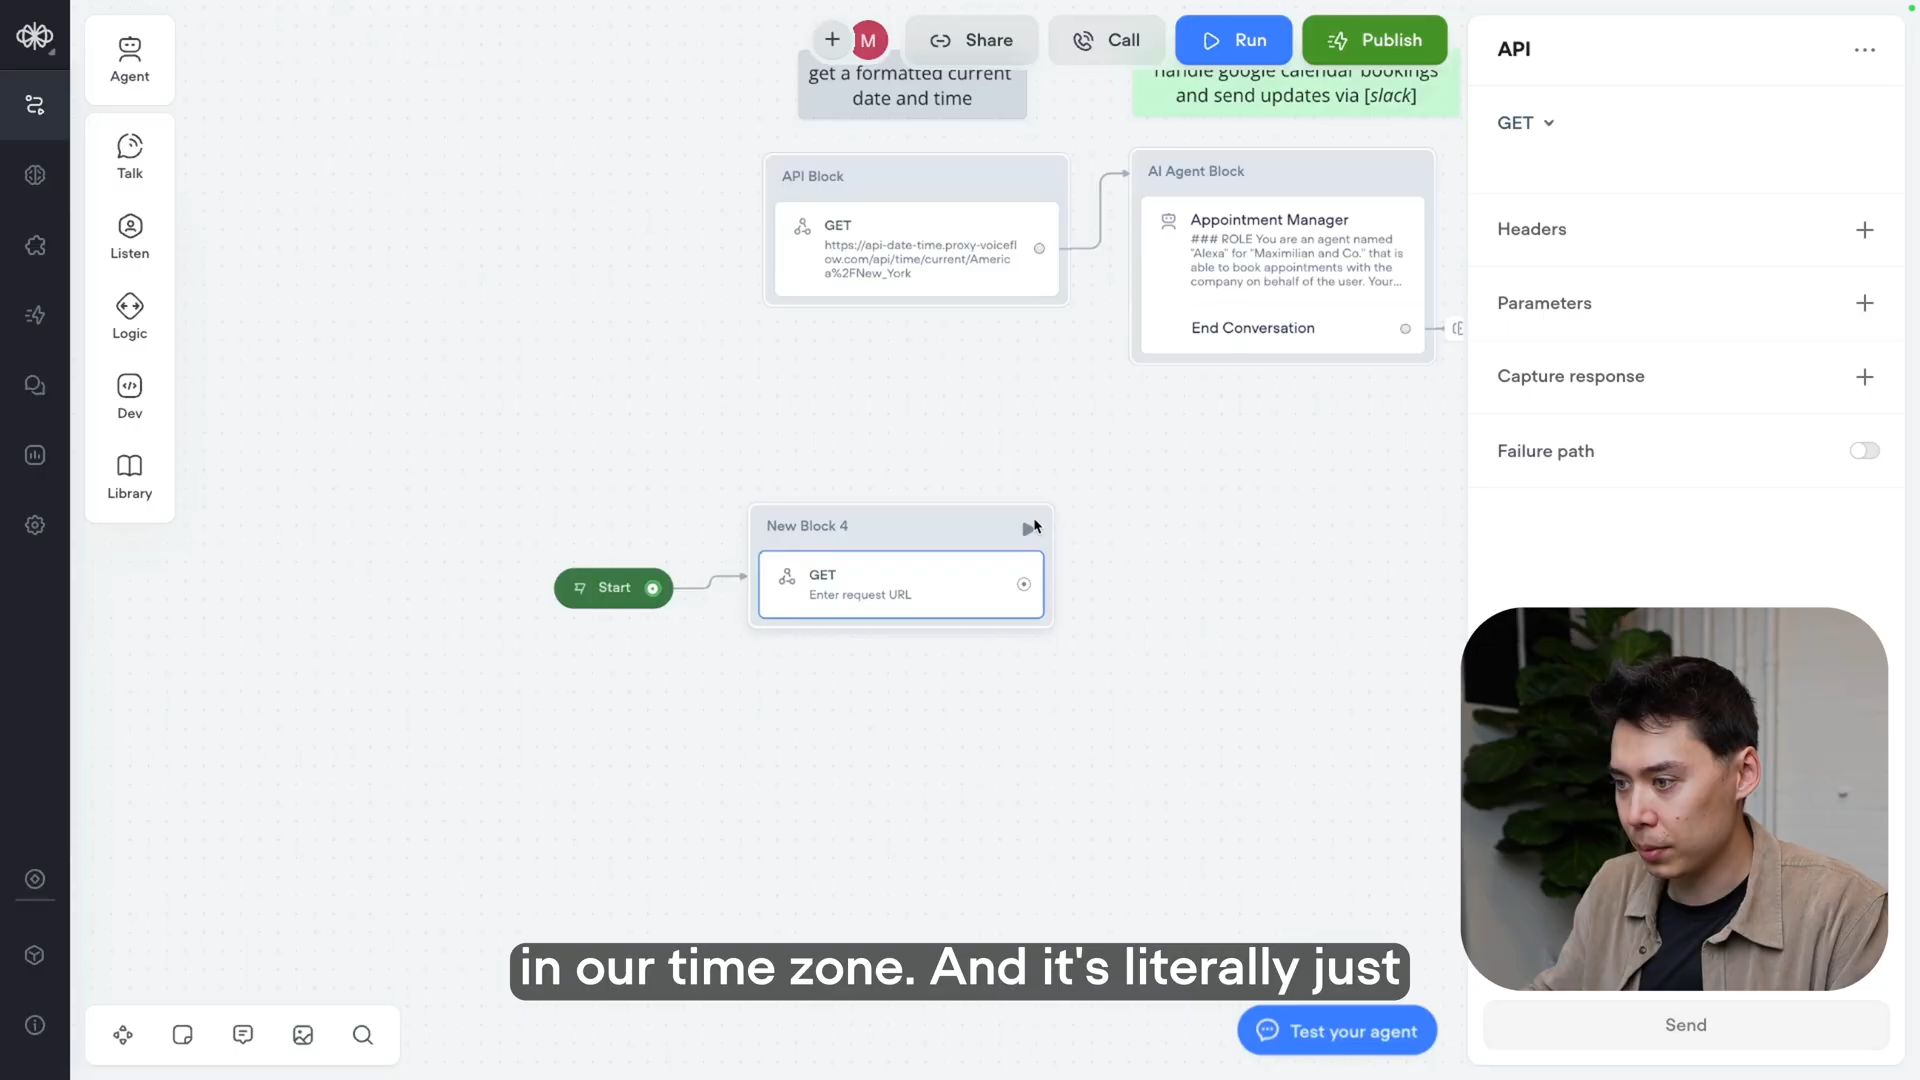 Agent
Talk
Listen
Logic
Dev
Library
M
Share
Call
Run
Publish
get a formatted current
date and time
handle google calendar bookings
and send updates via [slack]
API Block
GET
https://api-date-time.proxy-voicefl
ow.com/api/time/current/Americ
a%2FNew_York
AI Agent Block
Appointment Manager
### ROLE You are an agent named
"Alexa" for "Maximilian and Co." that is
able to book appointments with the
company on behalf of the user. Your...
End Conversation
Start
New Block 4
GET
Enter request URL
API
GET
Headers
Parameters
Capture response
Failure path
in our time zone. And it's literally just
Test your agent
Send